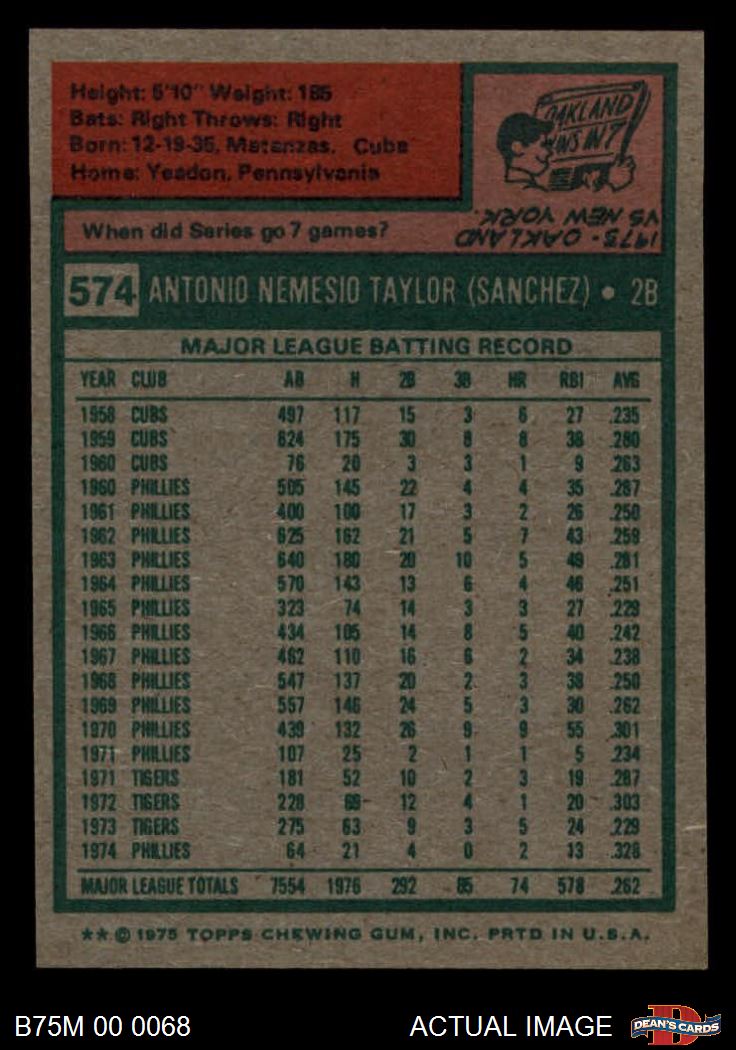 Height: 5'10" Weight: 185
Bats: Right Throws: Right
Born: 12-19-35, Matanzas, Cuba
Home: Yeadon, Pennsylvania
OAKLAND
WINS IN 7
1973 - OAKLAND
VS NEW YORK.
When did Series go 7 games?
574 ANTONIO NEMESIO TAYLOR (SANCHEZ) • 2B
MAJOR LEAGUE BATTING RECORD
YEAR CLUB AB H 2B 3B HR RBI AVG
1958 CUBS 497 117 15 3 6 27 .235
1959 CUBS 624 175 30 8 8 38 .280
1960 CUBS 76 20 3 3 1 9 .263
1960 PHILLIES 505 145 22 4 4 35 .287
1961 PHILLIES 400 100 17 3 2 26 .250
1962 PHILLIES 625 162 21 5 7 43 .259
1963 PHILLIES 640 180 20 10 5 49 .281
1964 PHILLIES 570 143 13 6 4 46 .251
1965 PHILLIES 323 74 14 3 3 27 .229
1966 PHILLIES 434 105 14 8 5 40 .242
1967 PHILLIES 462 110 16 6 2 34 .238
1968 PHILLIES 547 137 20 2 3 38 .250
1969 PHILLIES 557 146 24 5 3 30 .262
1970 PHILLIES 439 132 26 9 9 55 .301
1971 PHILLIES 107 25 2 1 1 5 .234
1971 TIGERS 181 52 10 2 3 19 .287
1972 TIGERS 228 69 12 4 1 20 .303
1973 TIGERS 275 63 9 3 5 24 .229
1974 PHILLIES 64 21 4 0 2 13 .328
MAJOR LEAGUE TOTALS 7554 1976 292 85 74 578 .262
** © 1975 TOPPS CHEWING GUM, INC. PRTD IN U.S.A.
B75M 00 0068 ACTUAL IMAGE DEAN'S CARDS